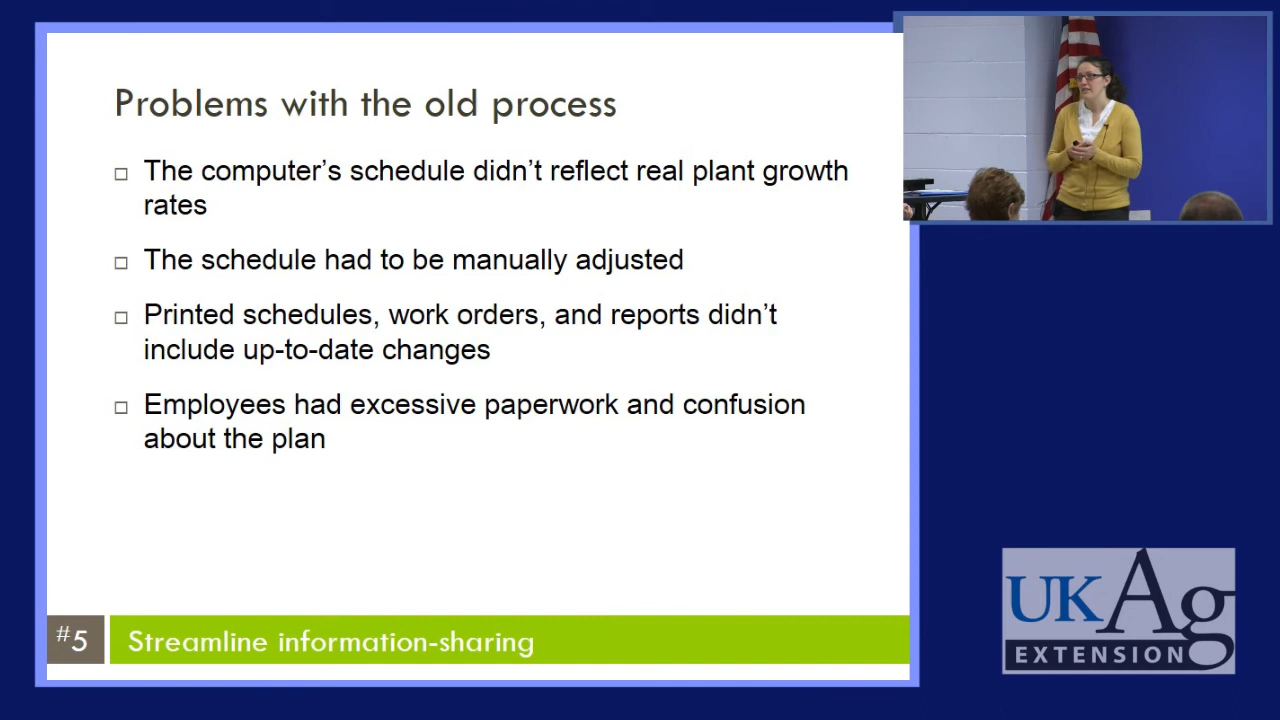 Problems with the old process
□ The computer’s schedule didn’t reflect real plant growth
rates
□ The schedule had to be manually adjusted
□ Printed schedules, work orders, and reports didn’t
include up-to-date changes
□ Employees had excessive paperwork and confusion
about the plan
#5 Streamline information-sharing
UKAg
EXTENSION